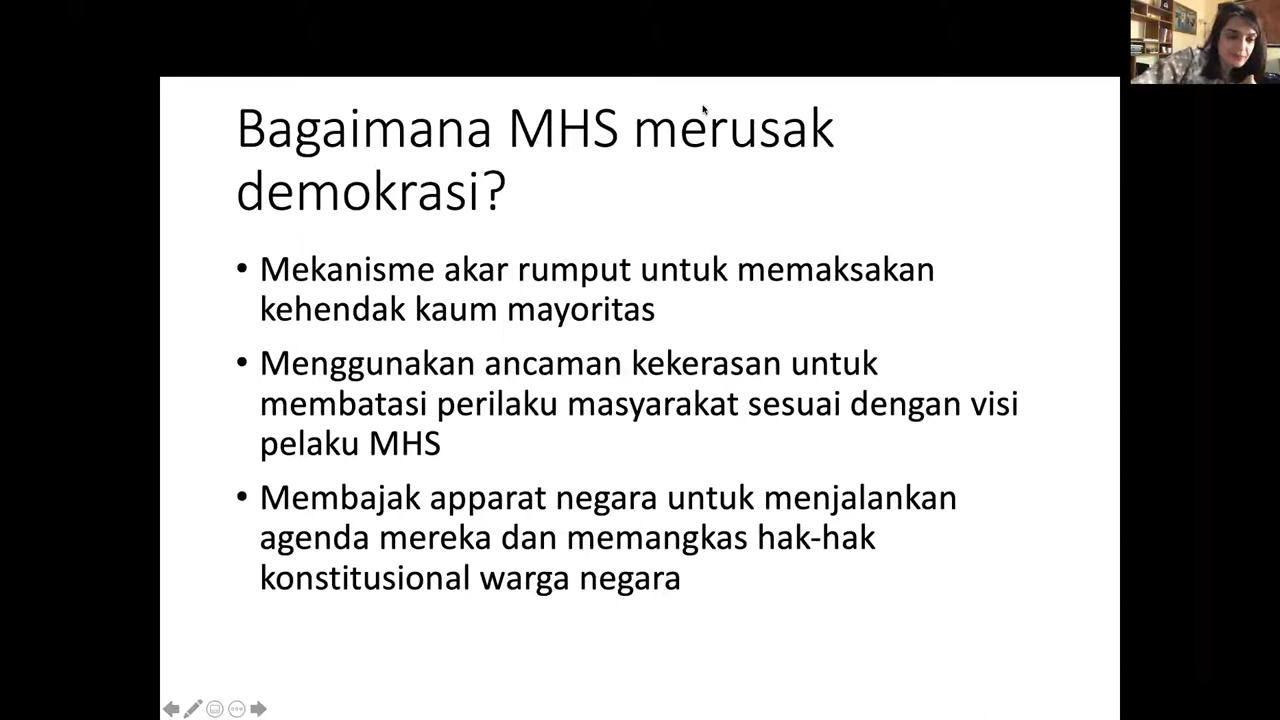 Bagaimana MHS merusak
demokrasi?
• Mekanisme akar rumput untuk memaksakan
kehendak kaum mayoritas
• Menggunakan ancaman kekerasan untuk
membatasi perilaku masyarakat sesuai dengan visi
pelaku MHS
• Membajak apparat negara untuk menjalankan
agenda mereka dan memangkas hak-hak
konstitusional warga negara